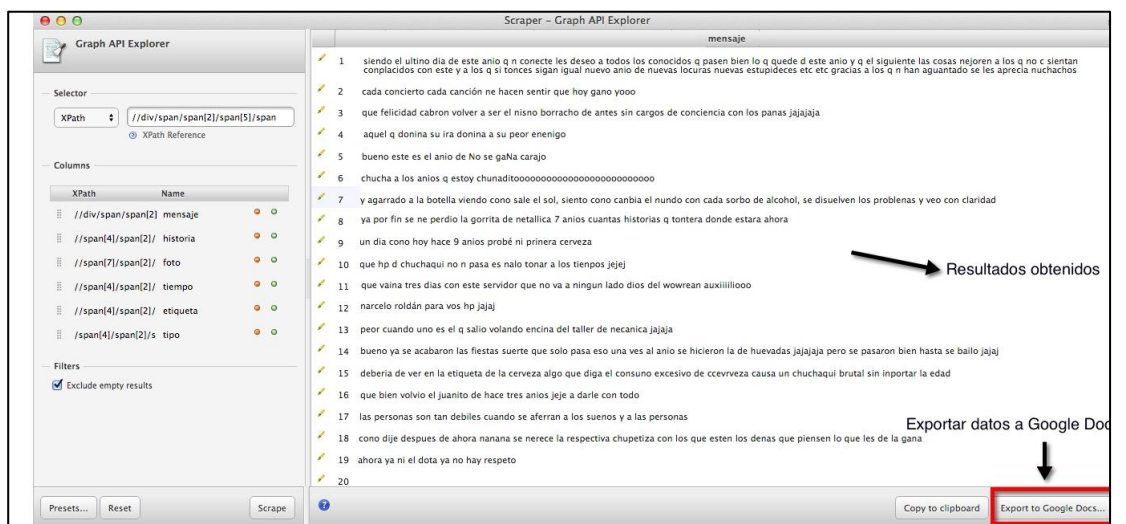 Scraper – Graph API Explorer
Graph API Explorer
Selector
XPath
//div/span/span[2]/span[5]/span
XPath Reference
Columns
XPath Name
//div/span/span[2] mensaje
//span[4]/span[2]/ historia
//span[7]/span[2]/ foto
//span[4]/span[2]/ tiempo
//span[4]/span[2]/ etiqueta
/span[4]/span[2]/s tipo
Filters
Exclude empty results
Presets... Reset Scrape
mensaje
1 siendo el ultino dia de este anio q n conecte les deseo a todos los conocidos q pasen bien lo q quede d este anio y q el siguiente las cosas nejoren a los q no c sientan
conplacidos con este y a los q si tonces sigan igual nuevo anio de nuevas locuras nuevas estupideces etc etc gracias a los q n han aguantado se les aprecia nuchachos
2 cada concierto cada canción ne hacen sentir que hoy gano yooo
3 que felicidad cabron volver a ser el nisno borracho de antes sin cargos de conciencia con los panas jajajaja
4 aquel q donina su ira donina a su peor enenigo
5 bueno este es el anio de No se gaNa carajo
6 chucha a los anios q estoy chunaditooooooooooooooooooooooooooo
7 y agarrado a la botella viendo cono sale el sol, siento cono canbia el nundo con cada sorbo de alcohol, se disuelven los problenas y veo con claridad
8 ya por fin se ne perdio la gorrita de netallica 7 anios cuantas historias q tontera donde estara ahora
9 un dia cono hoy hace 9 anios probé ni prinera cerveza
10 que hp d chuchaqui no n pasa es nalo tonar a los tienpos jejej
11 que vaina tres dias con este servidor que no va a ningun lado dios del wowrean auxiiiiliooo
12 narcelo roldán para vos hp jajaj
13 peor cuando uno es el q salio volando encina del taller de necanica jajaja
14 bueno ya se acabaron las fiestas suerte que solo pasa eso una ves al anio se hicieron la de huevadas jajajaja pero se pasaron bien hasta se bailo jajaj
15 deberia de ver en la etiqueta de la cerveza algo que diga el consuno excesivo de ccevrveza causa un chuchaqui brutal sin inportar la edad
16 que bien volvio el juanito de hace tres anios jeje a darle con todo
17 las personas son tan debiles cuando se aferran a los suenos y a las personas
18 cono dije despues de ahora nanana se nerece la respectiva chupetiza con los que esten los denas que piensen lo que les de la gana
19 ahora ya ni el dota ya no hay respeto
20
Resultados obtenidos
Exportar datos a Google Doc
Copy to clipboard Export to Google Docs...